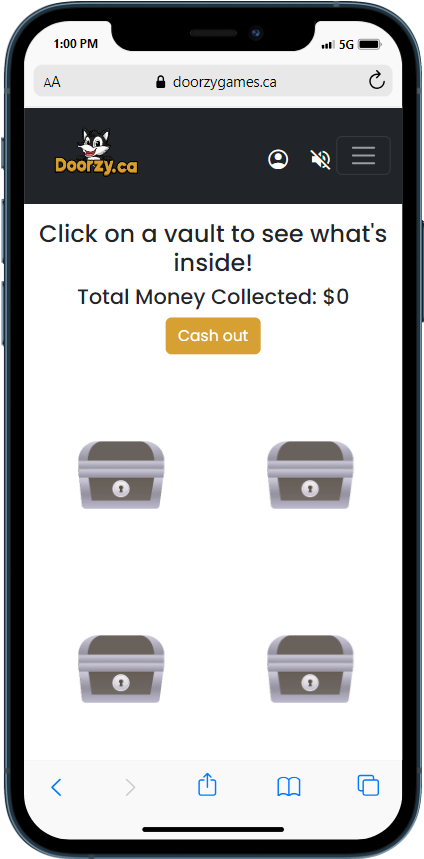 1:00 PM 5G
AA doorzygames.ca
Doorzy.ca
Click on a vault to see what's
inside!
Total Money Collected: $0
Cash out